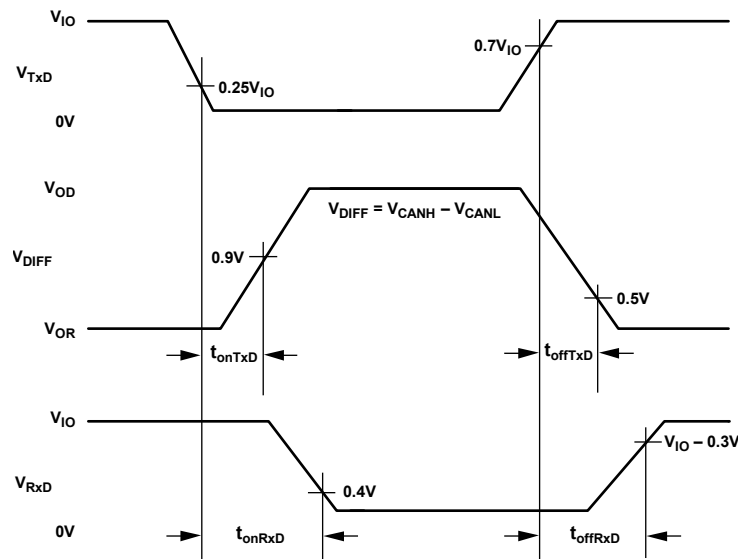 V_IO
0.7V_IO
V_TxD
0.25V_IO
0V
V_OD
V_DIFF = V_CANH – V_CANL
V_DIFF
0.9V
0.5V
V_OR
t_onTxD
t_offTxD
V_IO
V_IO – 0.3V
V_RxD
0.4V
0V
t_onRxD
t_offRxD